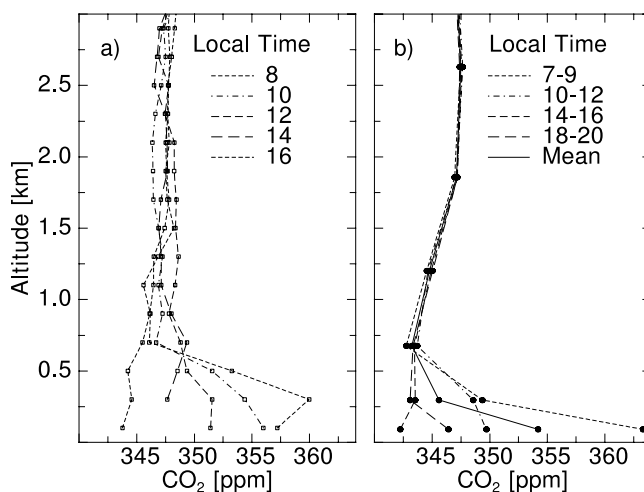 a)
Local Time
8
10
12
14
16
b)
Local Time
7-9
10-12
14-16
18-20
Mean
Altitude [km]
2.5
2.0
1.5
1.0
0.5
345 350 355 360
CO2 [ppm]
345 350 355 360
CO2 [ppm]